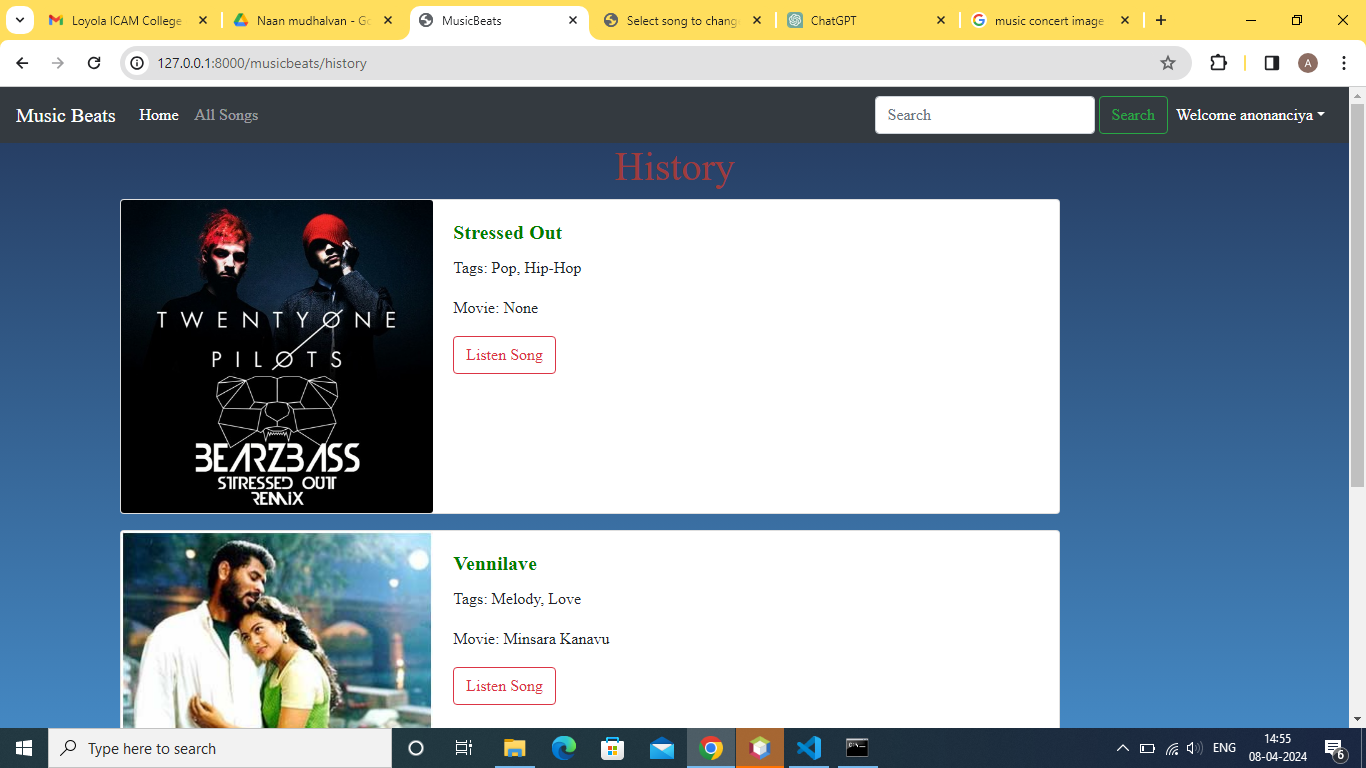 Loyola ICAM College
Naan mudhalvan - Go
MusicBeats
Select song to chang
ChatGPT
music concert image
127.0.0.1:8000/musicbeats/history
A
Music Beats
Home
All Songs
Search
Search
Welcome anonanciya
History
TWENTY ONE
PILØTS
BEARZBASS
STRESSED OUT
REMIX
Stressed Out
Tags: Pop, Hip-Hop
Movie: None
Listen Song
Vennilave
Tags: Melody, Love
Movie: Minsara Kanavu
Listen Song
Type here to search
ENG
14:55
08-04-2024
6